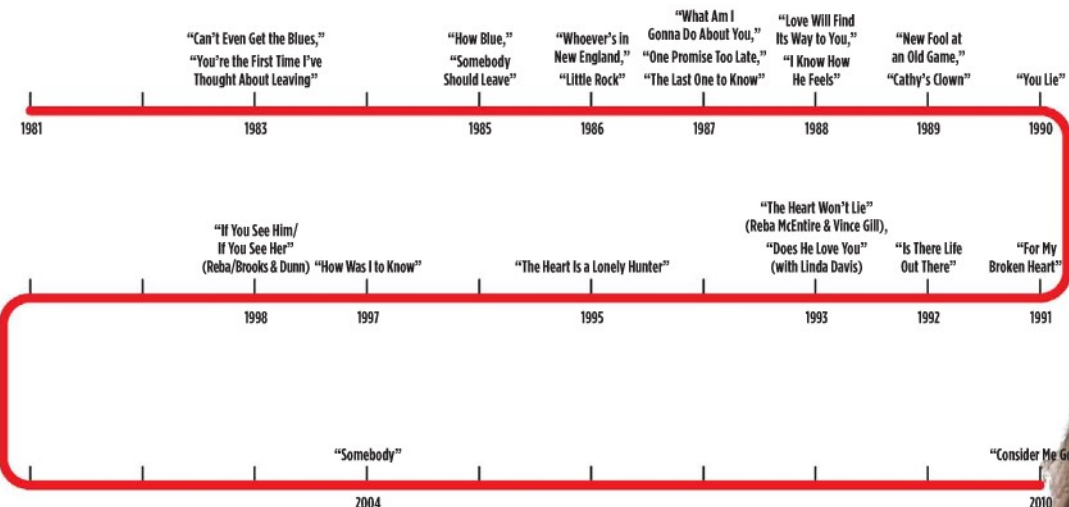 “Can’t Even Get the Blues,”
“You’re the First Time I’ve
Thought About Leaving”
“How Blue,”
“Somebody
Should Leave”
“Whoever’s in
New England,”
“Little Rock”
“What Am I
Gonna Do About You,”
“One Promise Too Late,”
“The Last One to Know”
“Love Will Find
Its Way to You,”
“I Know How
He Feels”
“New Fool at
an Old Game,”
“Cathy’s Clown”
“You Lie”
1981
1983
1985
1986
1987
1988
1989
1990
“If You See Him/
If You See Her”
(Reba/Brooks & Dunn)
“How Was I to Know”
“The Heart Is a Lonely Hunter”
“The Heart Won’t Lie”
(Reba McEntire & Vince Gill),
“Does He Love You”
(with Linda Davis)
“Is There Life
Out There”
“For My
Broken Heart”
1998
1997
1995
1993
1992
1991
“Somebody”
“Consider Me
2004
2010